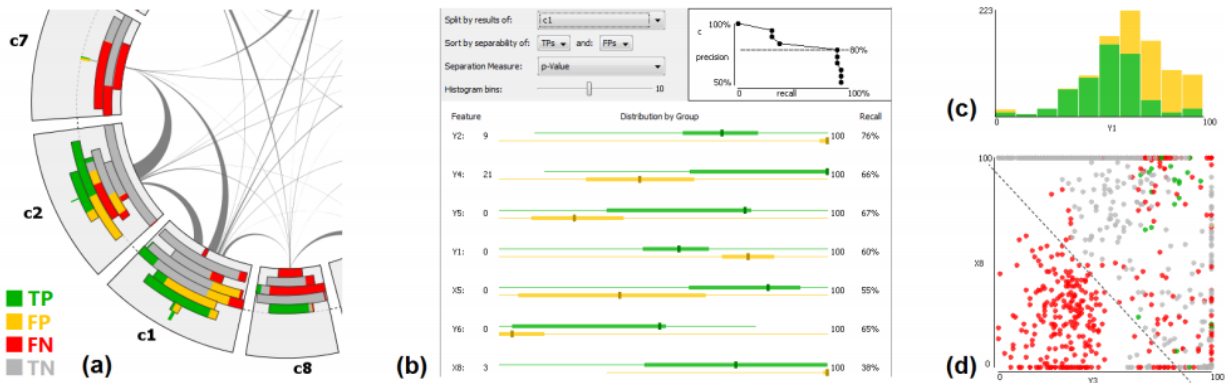 c7
c2
c1
c8
TP
FP
FN
TN
(a)
Split by results of: c1
Sort by separability of: TPs and: FPs
Separation Measure: p-Value
Histogram bins: 10
100%
c
precision
80%
50%
0 recall 100%
Feature Distribution by Group Recall
Y2: 9 100 76%
Y4: 21 100 66%
Y5: 0 100 67%
Y1: 0 100 60%
X5: 0 100 55%
Y6: 0 100 65%
X8: 3 100 38%
(b)
223
0 Y1 100
(c)
100
X8
0
0 Y3 100
(d)